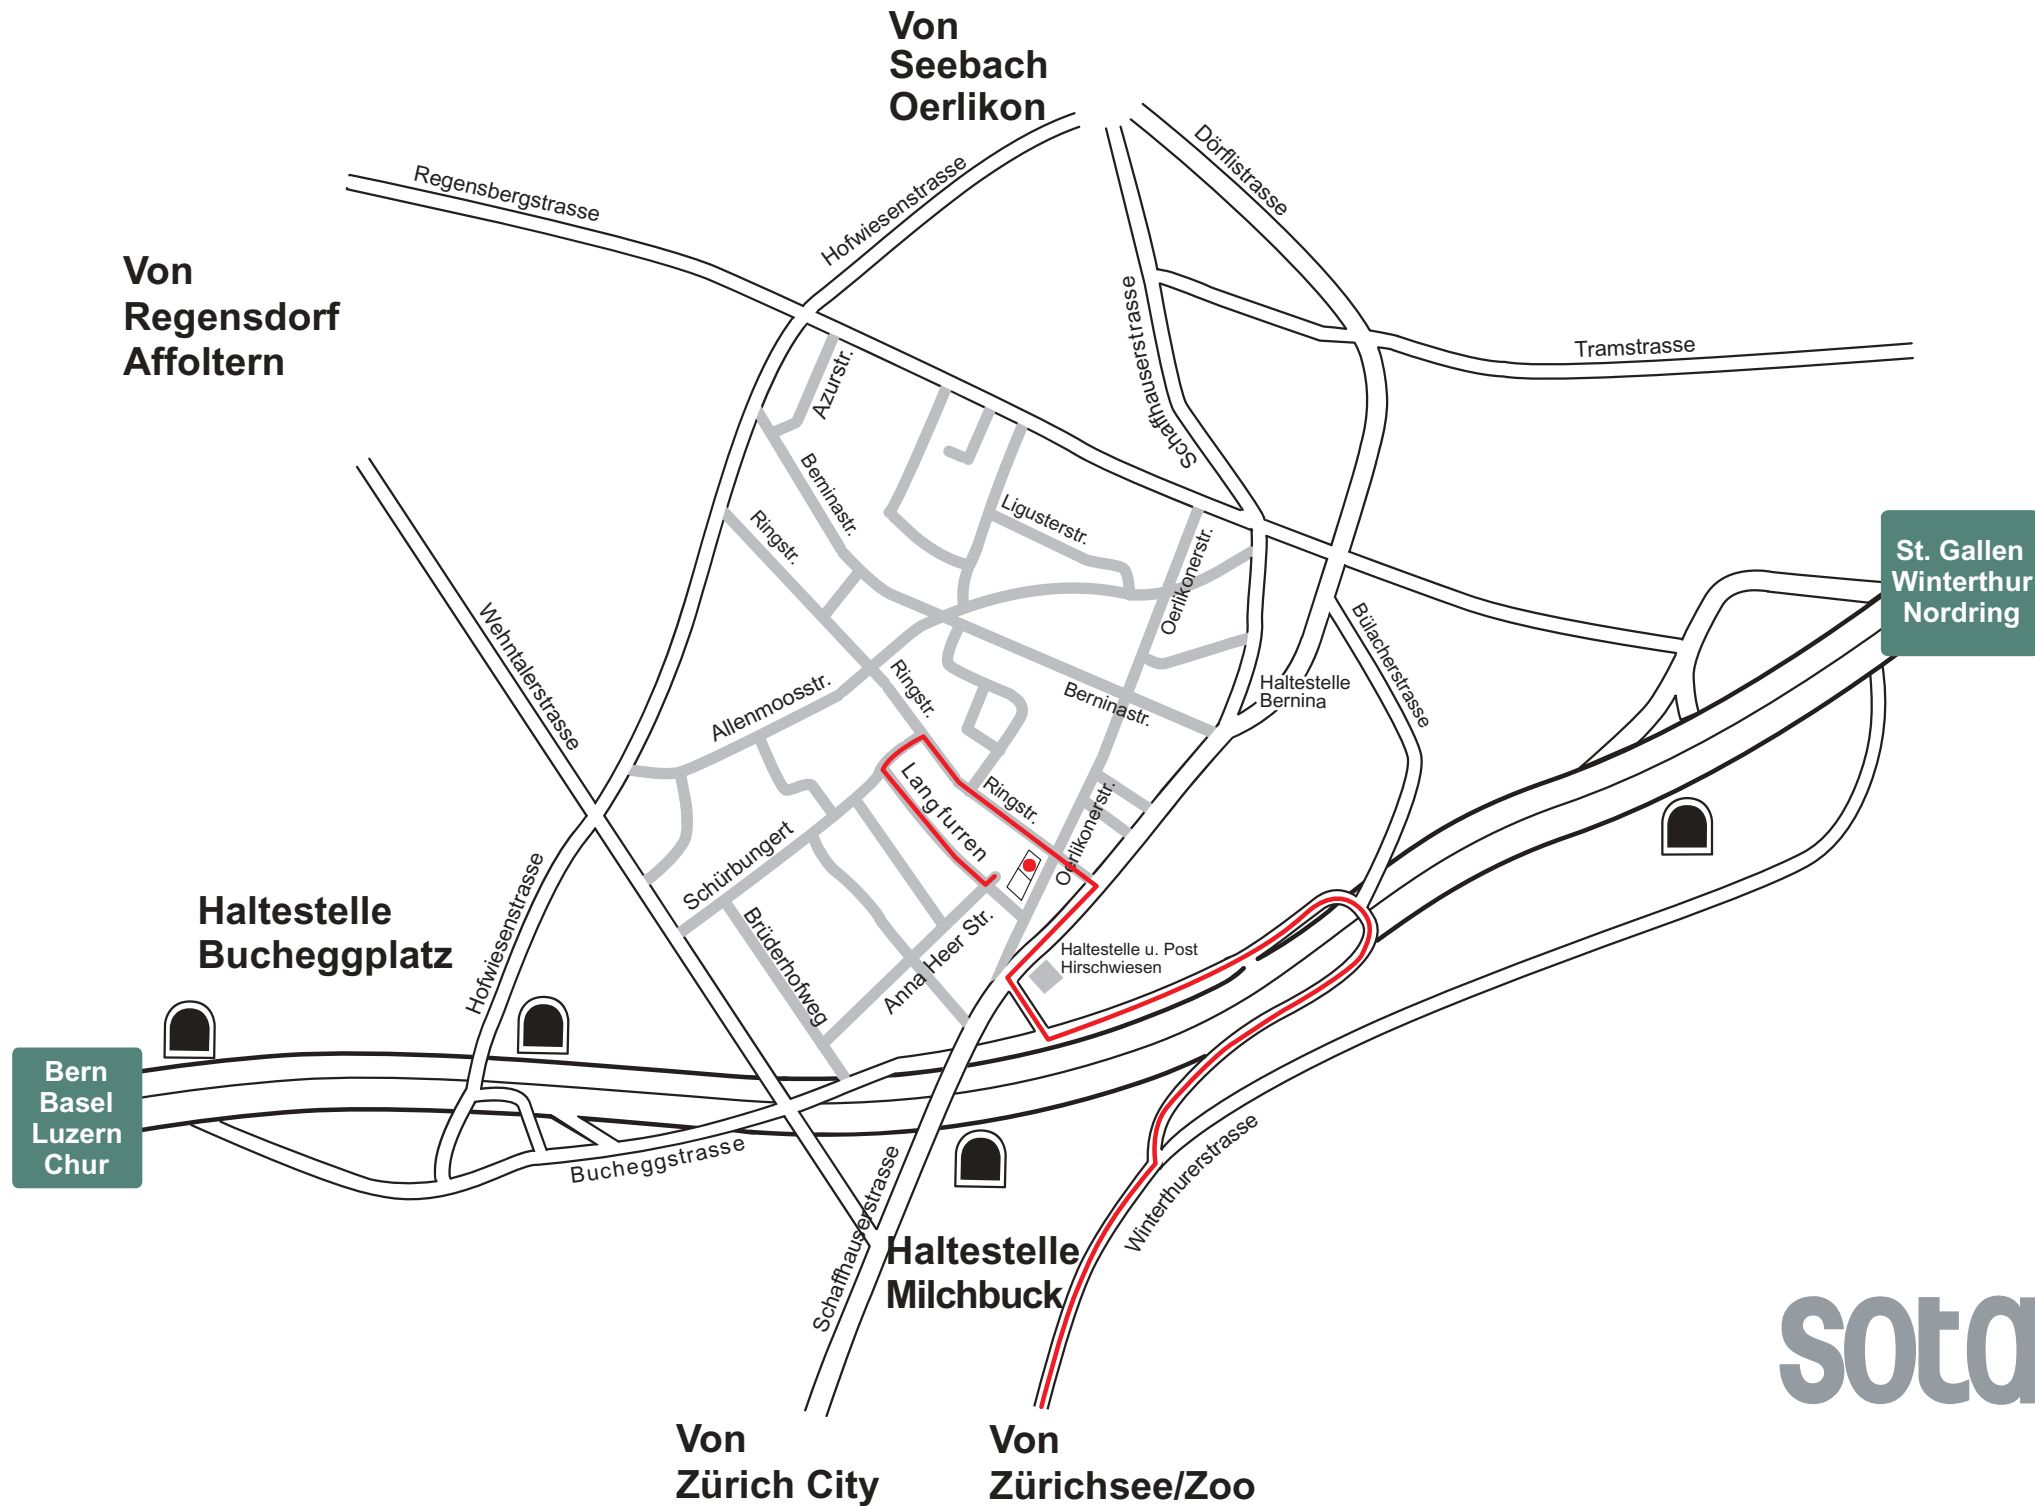 Von
Seebach
Oerlikon
Dörflistrasse
Hofwiesenstrasse
Regensbergstrasse
Von
Regensdorf
Affoltern
Schaffhauserstrasse
Tramstrasse
Azurstr.
Berninastr.
Ringstr.
Ligusterstr.
Oerlikonerstr.
St. Gallen
Winterthur
Nordring
Wehntalerstrasse
Bülacherstrasse
Allenmoosstr.
Ringstr.
Berninastr.
Haltestelle
Bernina
Langfurren
Ringstr.
Oerlikonerstr.
Schürbungert
Hofwiesenstrasse
Haltestelle
Bucheggplatz
Brüderhofweg
Anna Heer Str.
Haltestelle u. Post
Hirschwiesen
Bern
Basel
Luzern
Chur
Bucheggstrasse
Schaffhauserstrasse
Winterthurerstrasse
Haltestelle
Milchbuck
sota
Von
Zürich City
Von
Zürichsee/Zoo